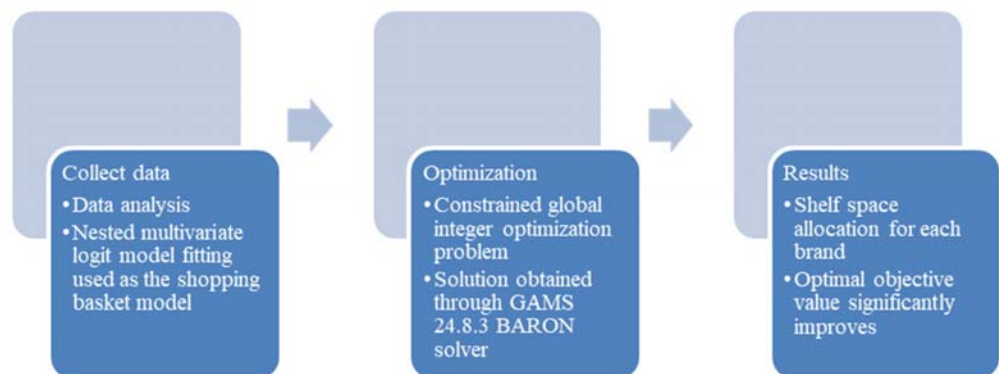 Collect data
•Data analysis
•Nested multivariate
logit model fitting
used as the shopping
basket model
Optimization
•Constrained global
integer optimization
problem
•Solution obtained
through GAMS
24.8.3 BARON
solver
Results
•Shelf space
allocation for each
brand
•Optimal objective
value significantly
improves